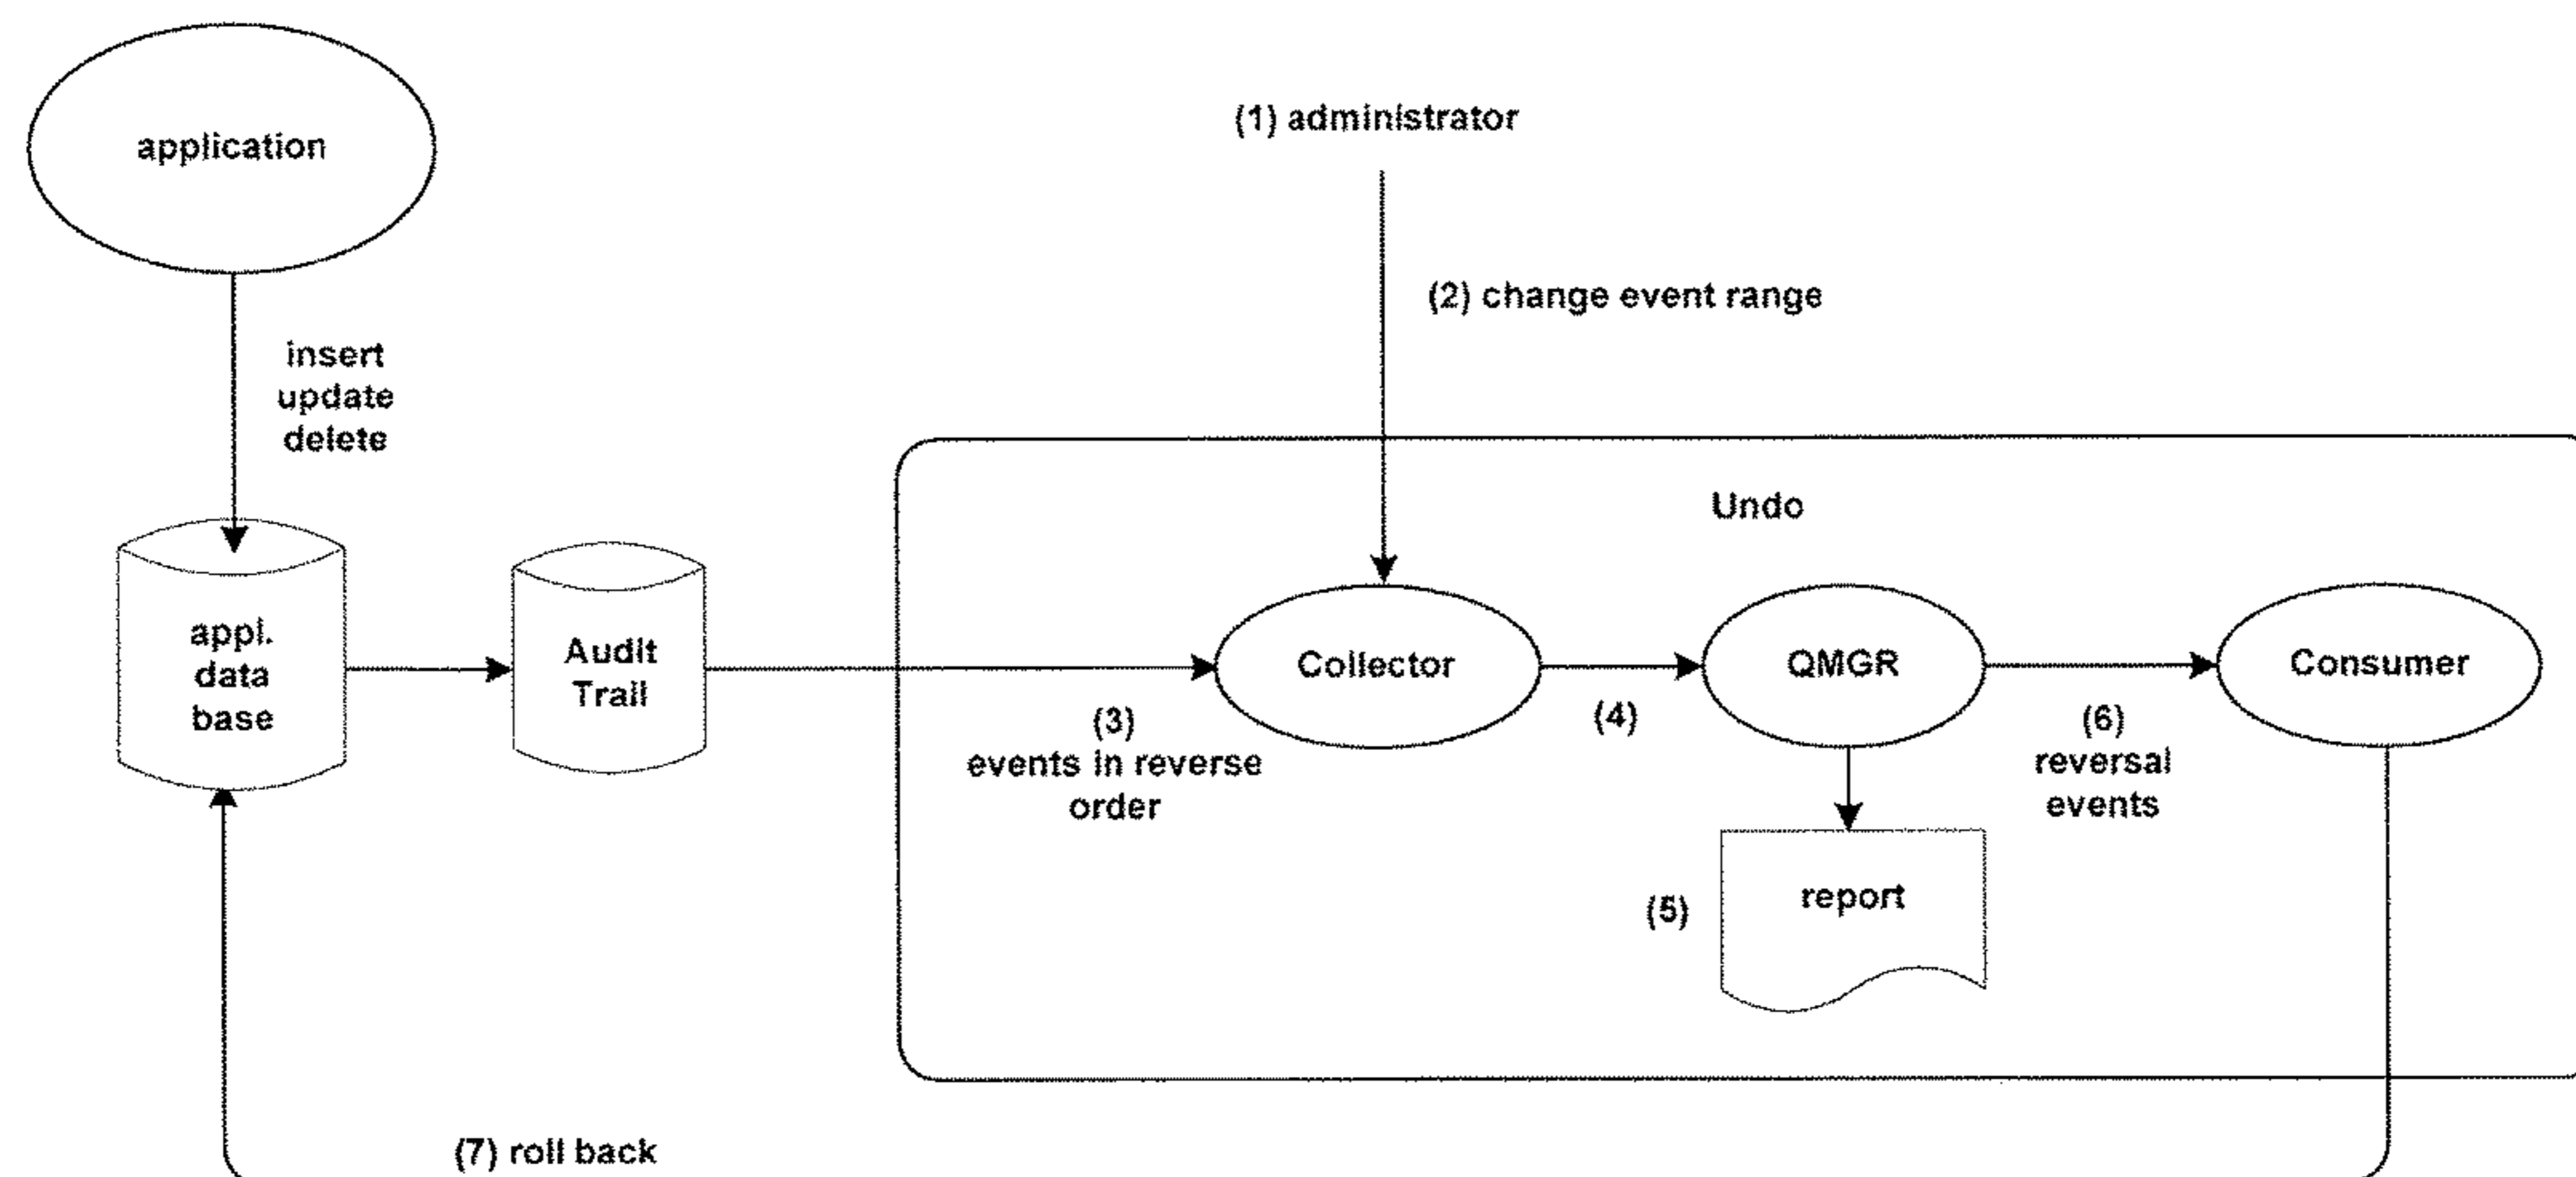 application
(1) administrator
(2) change event range
insert
update
delete
Undo
appl.
data
base
Audit
Trail
Collector
QMGR
Consumer
(3)
events in reverse
order
(4)
(6)
reversal
events
(5)
report
(7) roll back